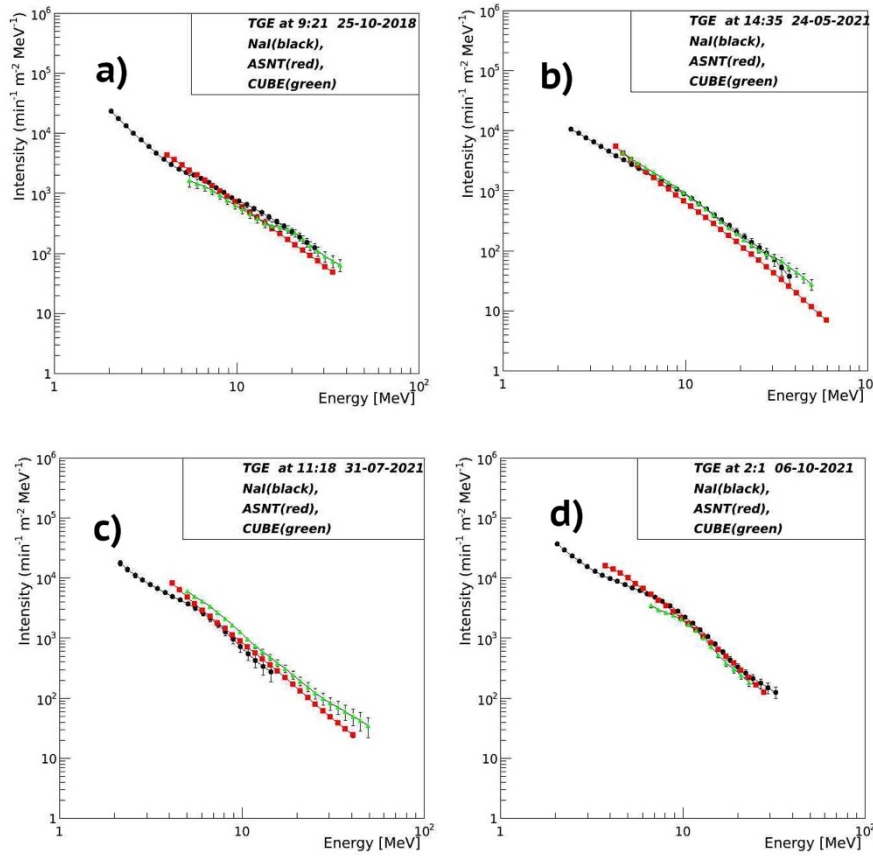 a)
TGE at 9:21 25-10-2018
NaI(black),
ASNT(red),
CUBE(green)
Intensity (min⁻¹ m⁻² MeV⁻¹)
10⁶
10⁵
10⁴
10³
10²
10
1
1 10 10²
Energy [MeV]
b)
TGE at 14:35 24-05-2021
NaI(black),
ASNT(red),
CUBE(green)
Intensity (min⁻¹ m⁻² MeV⁻¹)
10⁶
10⁵
10⁴
10³
10²
10
1
1 10 10
Energy [MeV]
c)
TGE at 11:18 31-07-2021
NaI(black),
ASNT(red),
CUBE(green)
Intensity (min⁻¹ m⁻² MeV⁻¹)
10⁶
10⁵
10⁴
10³
10²
10
1
1 10 10²
Energy [MeV]
d)
TGE at 2:1 06-10-2021
NaI(black),
ASNT(red),
CUBE(green)
Intensity (min⁻¹ m⁻² MeV⁻¹)
10⁶
10⁵
10⁴
10³
10²
10
1
1 10 10²
Energy [MeV]